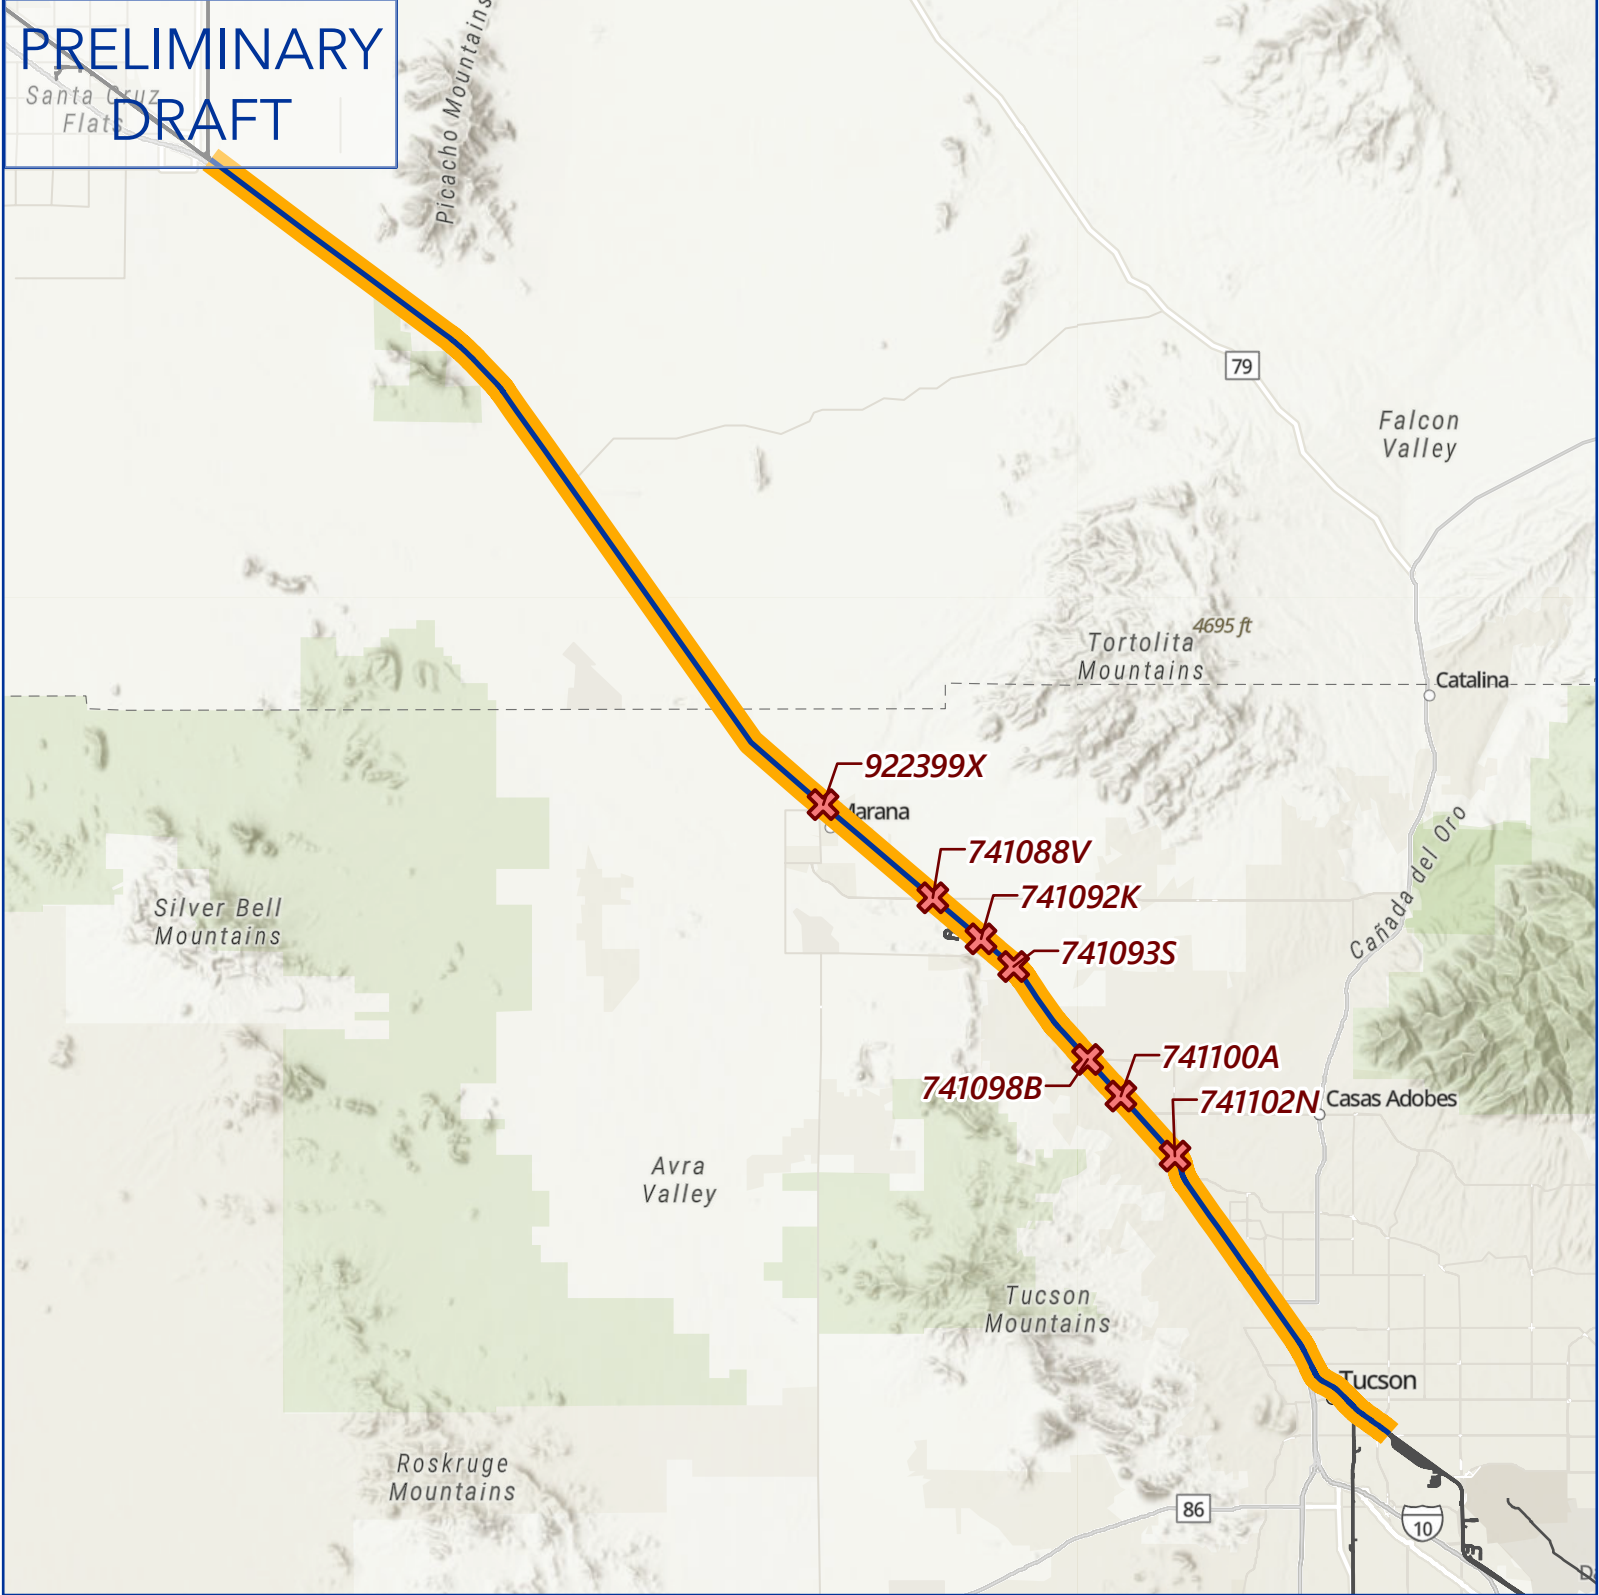 PRELIMINARY
DRAFT
Santa Cruz
Flats
Picacho Mountains
79
Falcon
Valley
4695 ft
Tortolita
Mountains
Catalina
922399X
Marana
741088V
741092K
741093S
Cañada del Oro
Silver Bell
Mountains
741100A
741098B
741102N
Casas Adobes
Avra
Valley
Tucson
Mountains
Tucson
Roskruge
Mountains
86
10